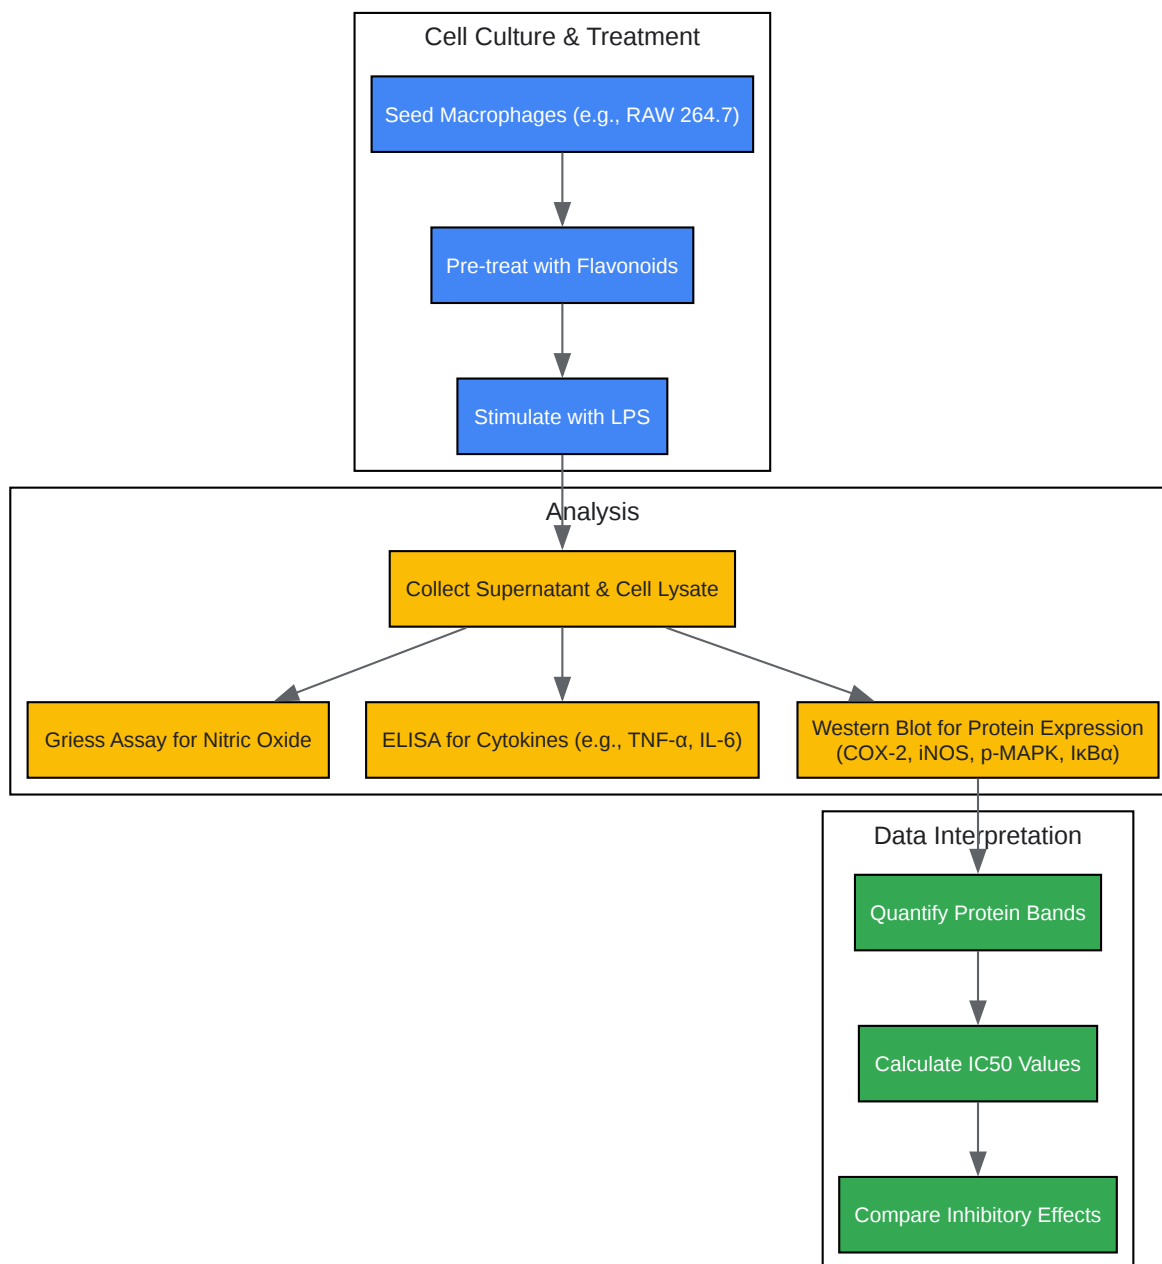 Cell Culture & Treatment
Seed Macrophages (e.g., RAW 264.7)
Pre-treat with Flavonoids
Stimulate with LPS
Analysis
Collect Supernatant & Cell Lysate
Griess Assay for Nitric Oxide
ELISA for Cytokines (e.g., TNF-α, IL-6)
Western Blot for Protein Expression
(COX-2, iNOS, p-MAPK, IκBα)
Data Interpretation
Quantify Protein Bands
Calculate IC50 Values
Compare Inhibitory Effects